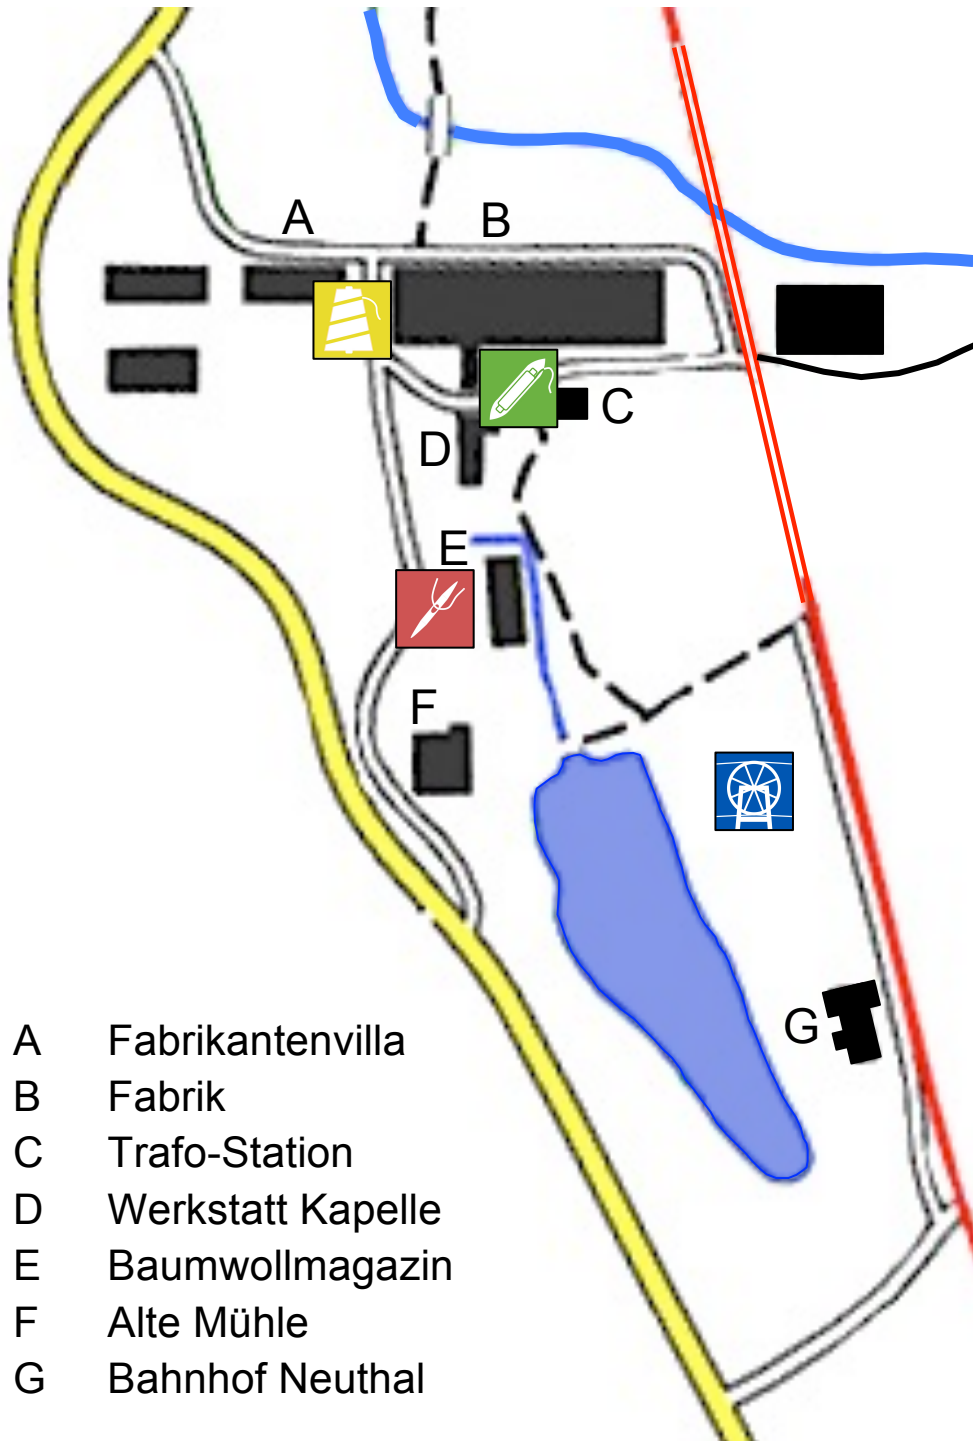 A
B
C
D
E
F
G
A Fabrikantenvilla
B Fabrik
C Trafo-Station
D Werkstatt Kapelle
E Baumwollmagazin
F Alte Mühle
G Bahnhof Neuthal